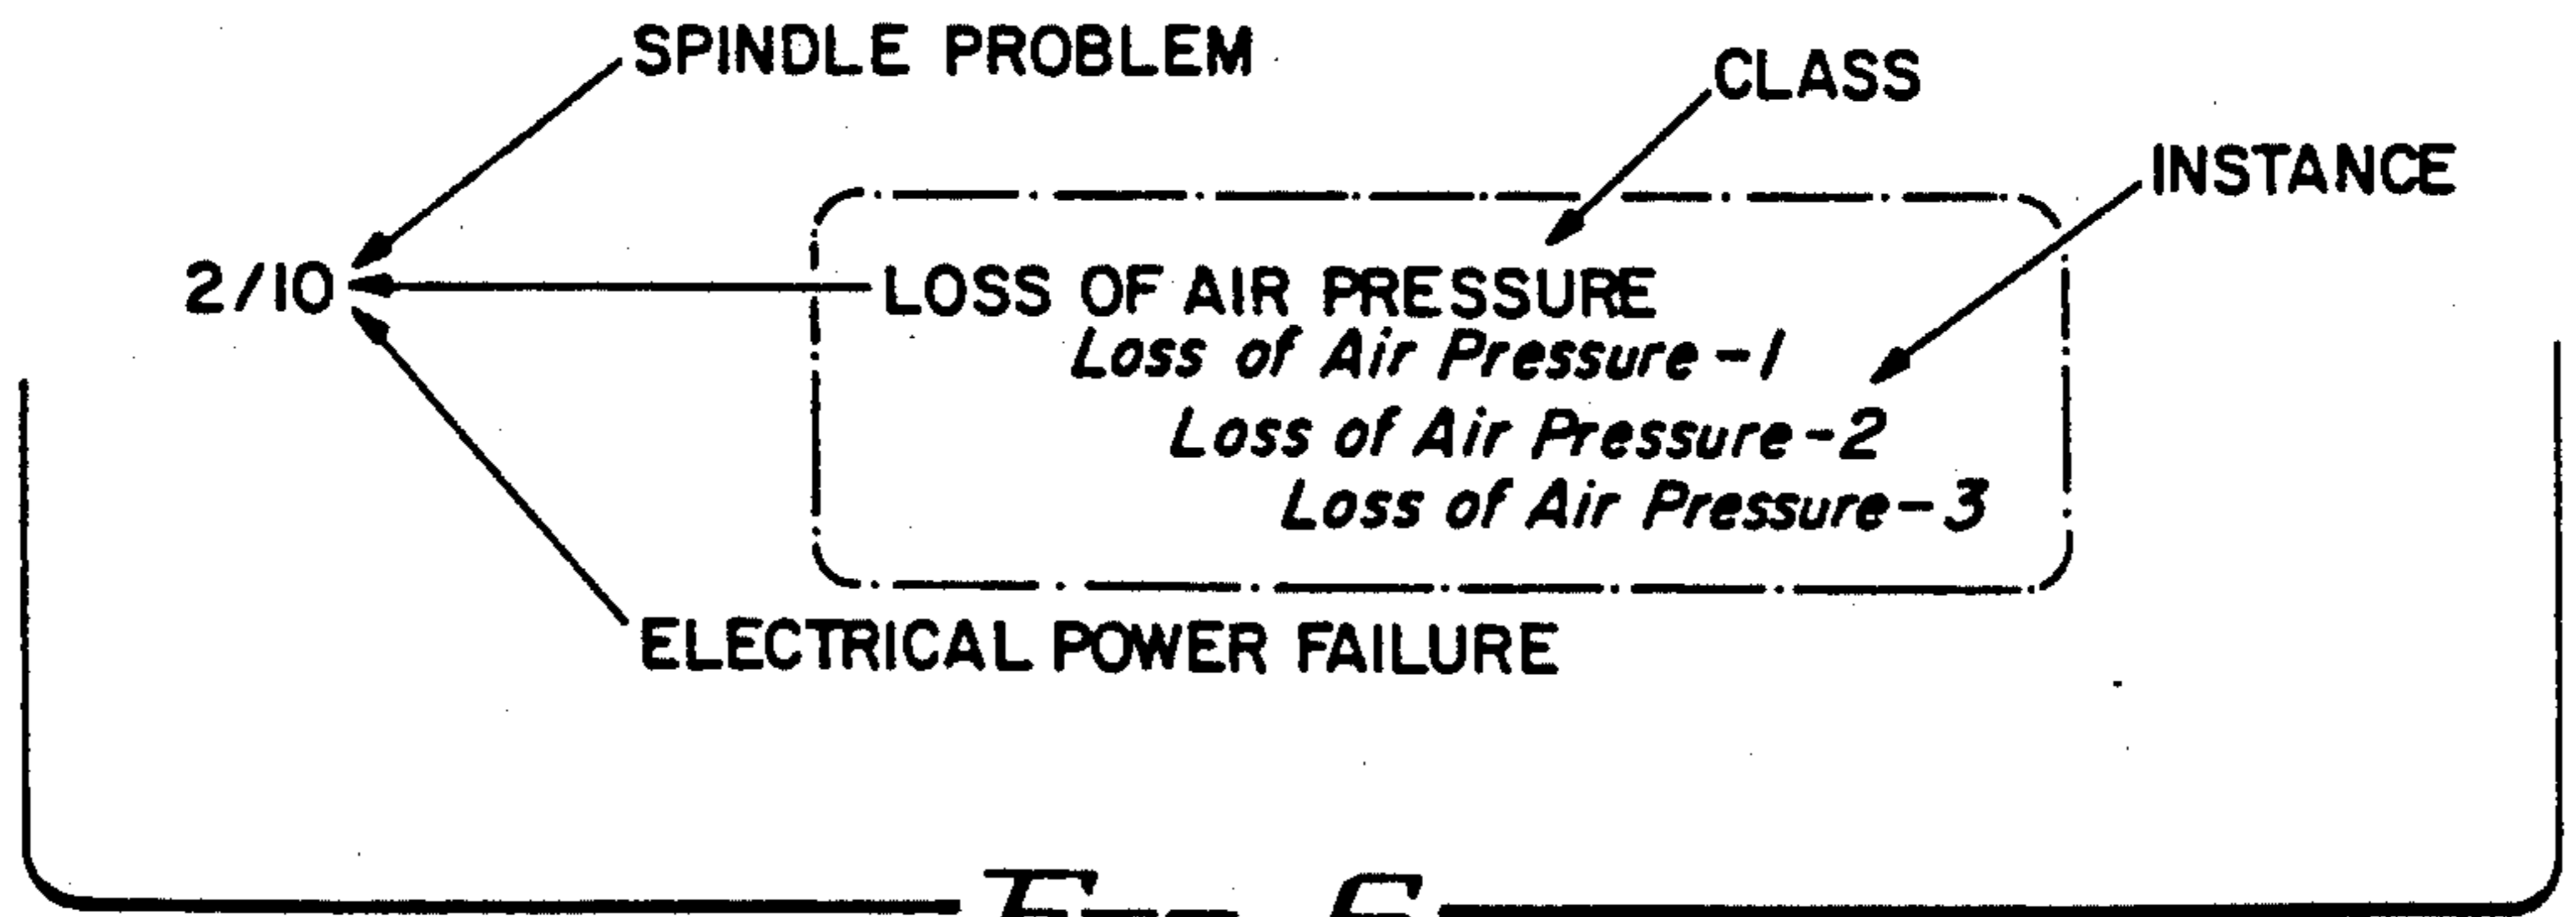 SPINDLE PROBLEM
CLASS
INSTANCE
2/10
LOSS OF AIR PRESSURE
Loss of Air Pressure-1
Loss of Air Pressure-2
Loss of Air Pressure-3
ELECTRICAL POWER FAILURE